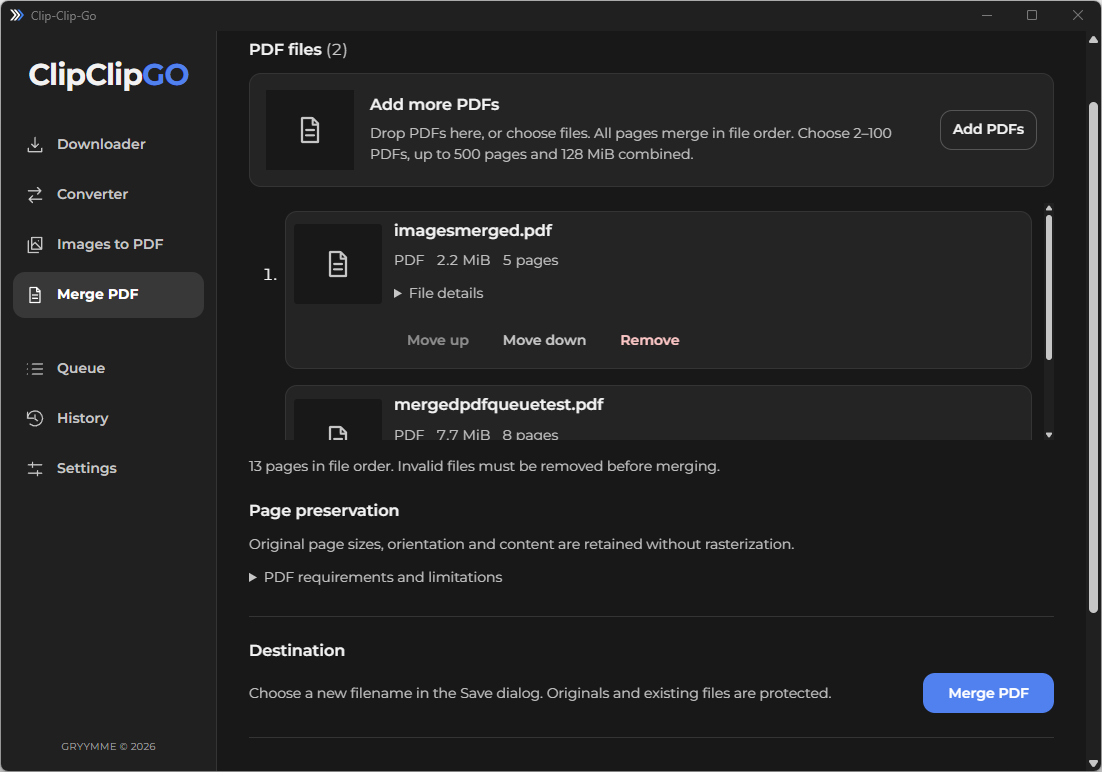 Clip-Clip-Go
ClipClipGO
Downloader
Converter
Images to PDF
Merge PDF
Queue
History
Settings
GRYYMME © 2026
PDF files (2)
Add more PDFs
Drop PDFs here, or choose files. All pages merge in file order. Choose 2–100
PDFs, up to 500 pages and 128 MiB combined.
Add PDFs
1.
imagesmerged.pdf
PDF 2.2 MiB 5 pages
File details
Move up Move down Remove
mergedpdfqueuetest.pdf
PDF 7.7 MiB 8 pages
13 pages in file order. Invalid files must be removed before merging.
Page preservation
Original page sizes, orientation and content are retained without rasterization.
PDF requirements and limitations
Destination
Choose a new filename in the Save dialog. Originals and existing files are protected.
Merge PDF